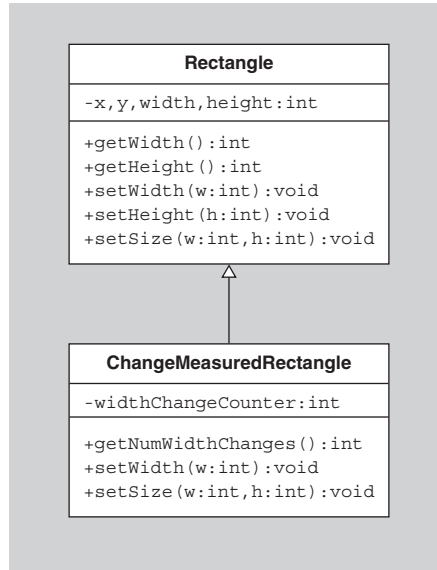 Rectangle
-x,y,width,height:int
+getWidth():int
+getHeight():int
+setWidth(w:int):void
+setHeight(h:int):void
+setSize(w:int,h:int):void
ChangeMeasuredRectangle
-widthChangeCounter:int
+getNumWidthChanges():int
+setWidth(w:int):void
+setSize(w:int,h:int):void